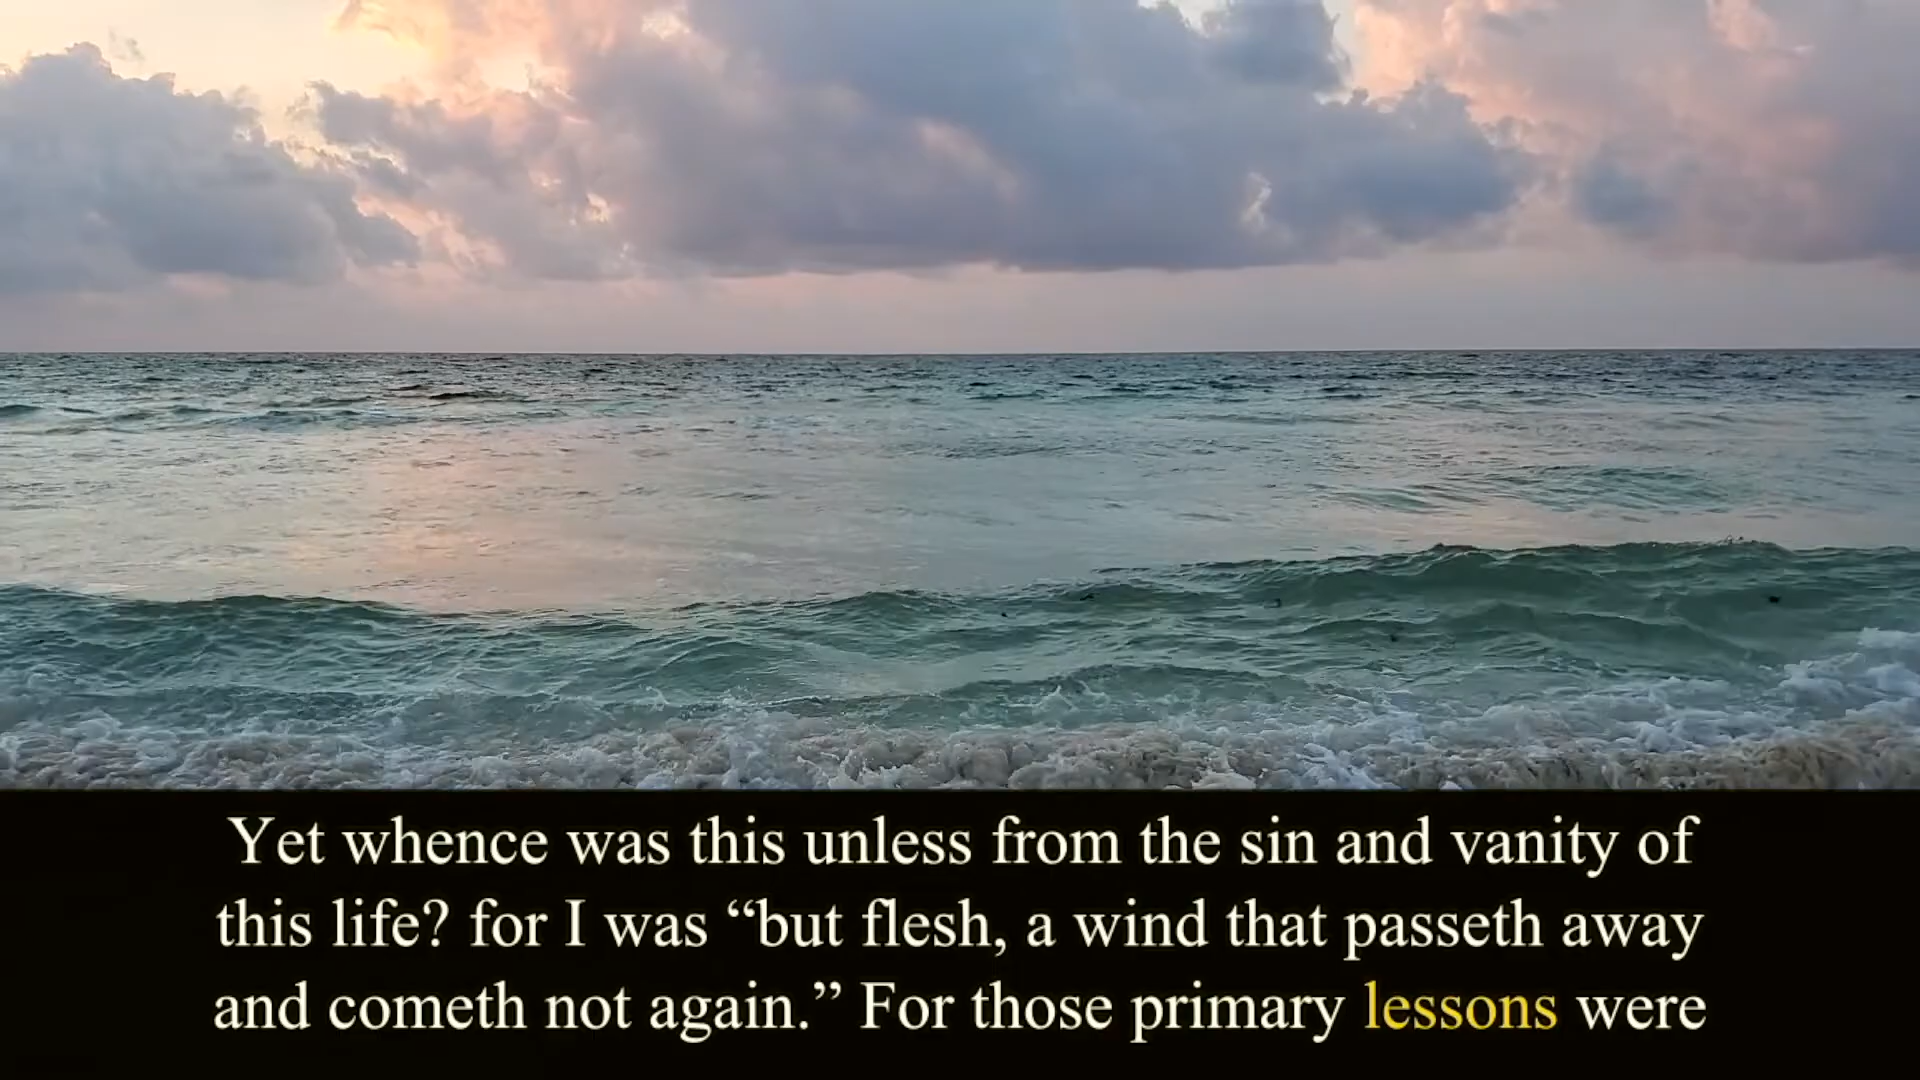 Yet whence was this unless from the sin and vanity of
this life? for I was “but flesh, a wind that passeth away
and cometh not again.” For those primary lessons were